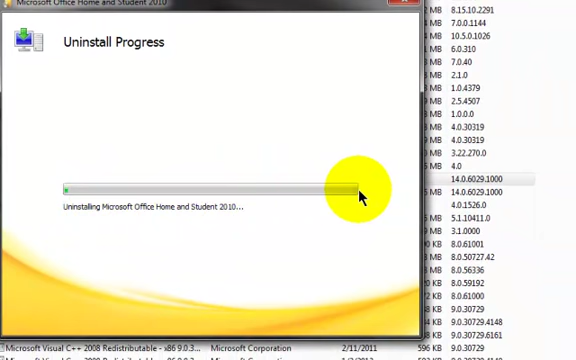 Microsoft Office Home and Student 2010
Uninstall Progress
Uninstalling Microsoft Office Home and Student 2010...
MB 8.15.10.2291
MB 7.0.0.1144
MB 10.5.0.1026
MB 6.0.310
MB 7.0.40
MB 2.1.0
MB 1.0.4379
MB 2.5.4507
MB 1.0.0.0
MB 4.0.30319
MB 4.0.30319
MB 3.22.270.0
MB 4.0
14.0.6029.1000
MB 14.0.6029.1000
4.0.1526.0
MB 5.1.10411.0
MB 3.1.0000
KB 8.0.61001
MB 8.0.50727.42
MB 8.0.56336
KB 8.0.59192
KB 8.0.61000
MB 9.0.30729
MB 9.0.30729.4148
KB 9.0.30729.6161
Microsoft Visual C++ 2008 Redistributable - x86 9.0.3... Microsoft Corporation 2/11/2011 596 KB 9.0.30729